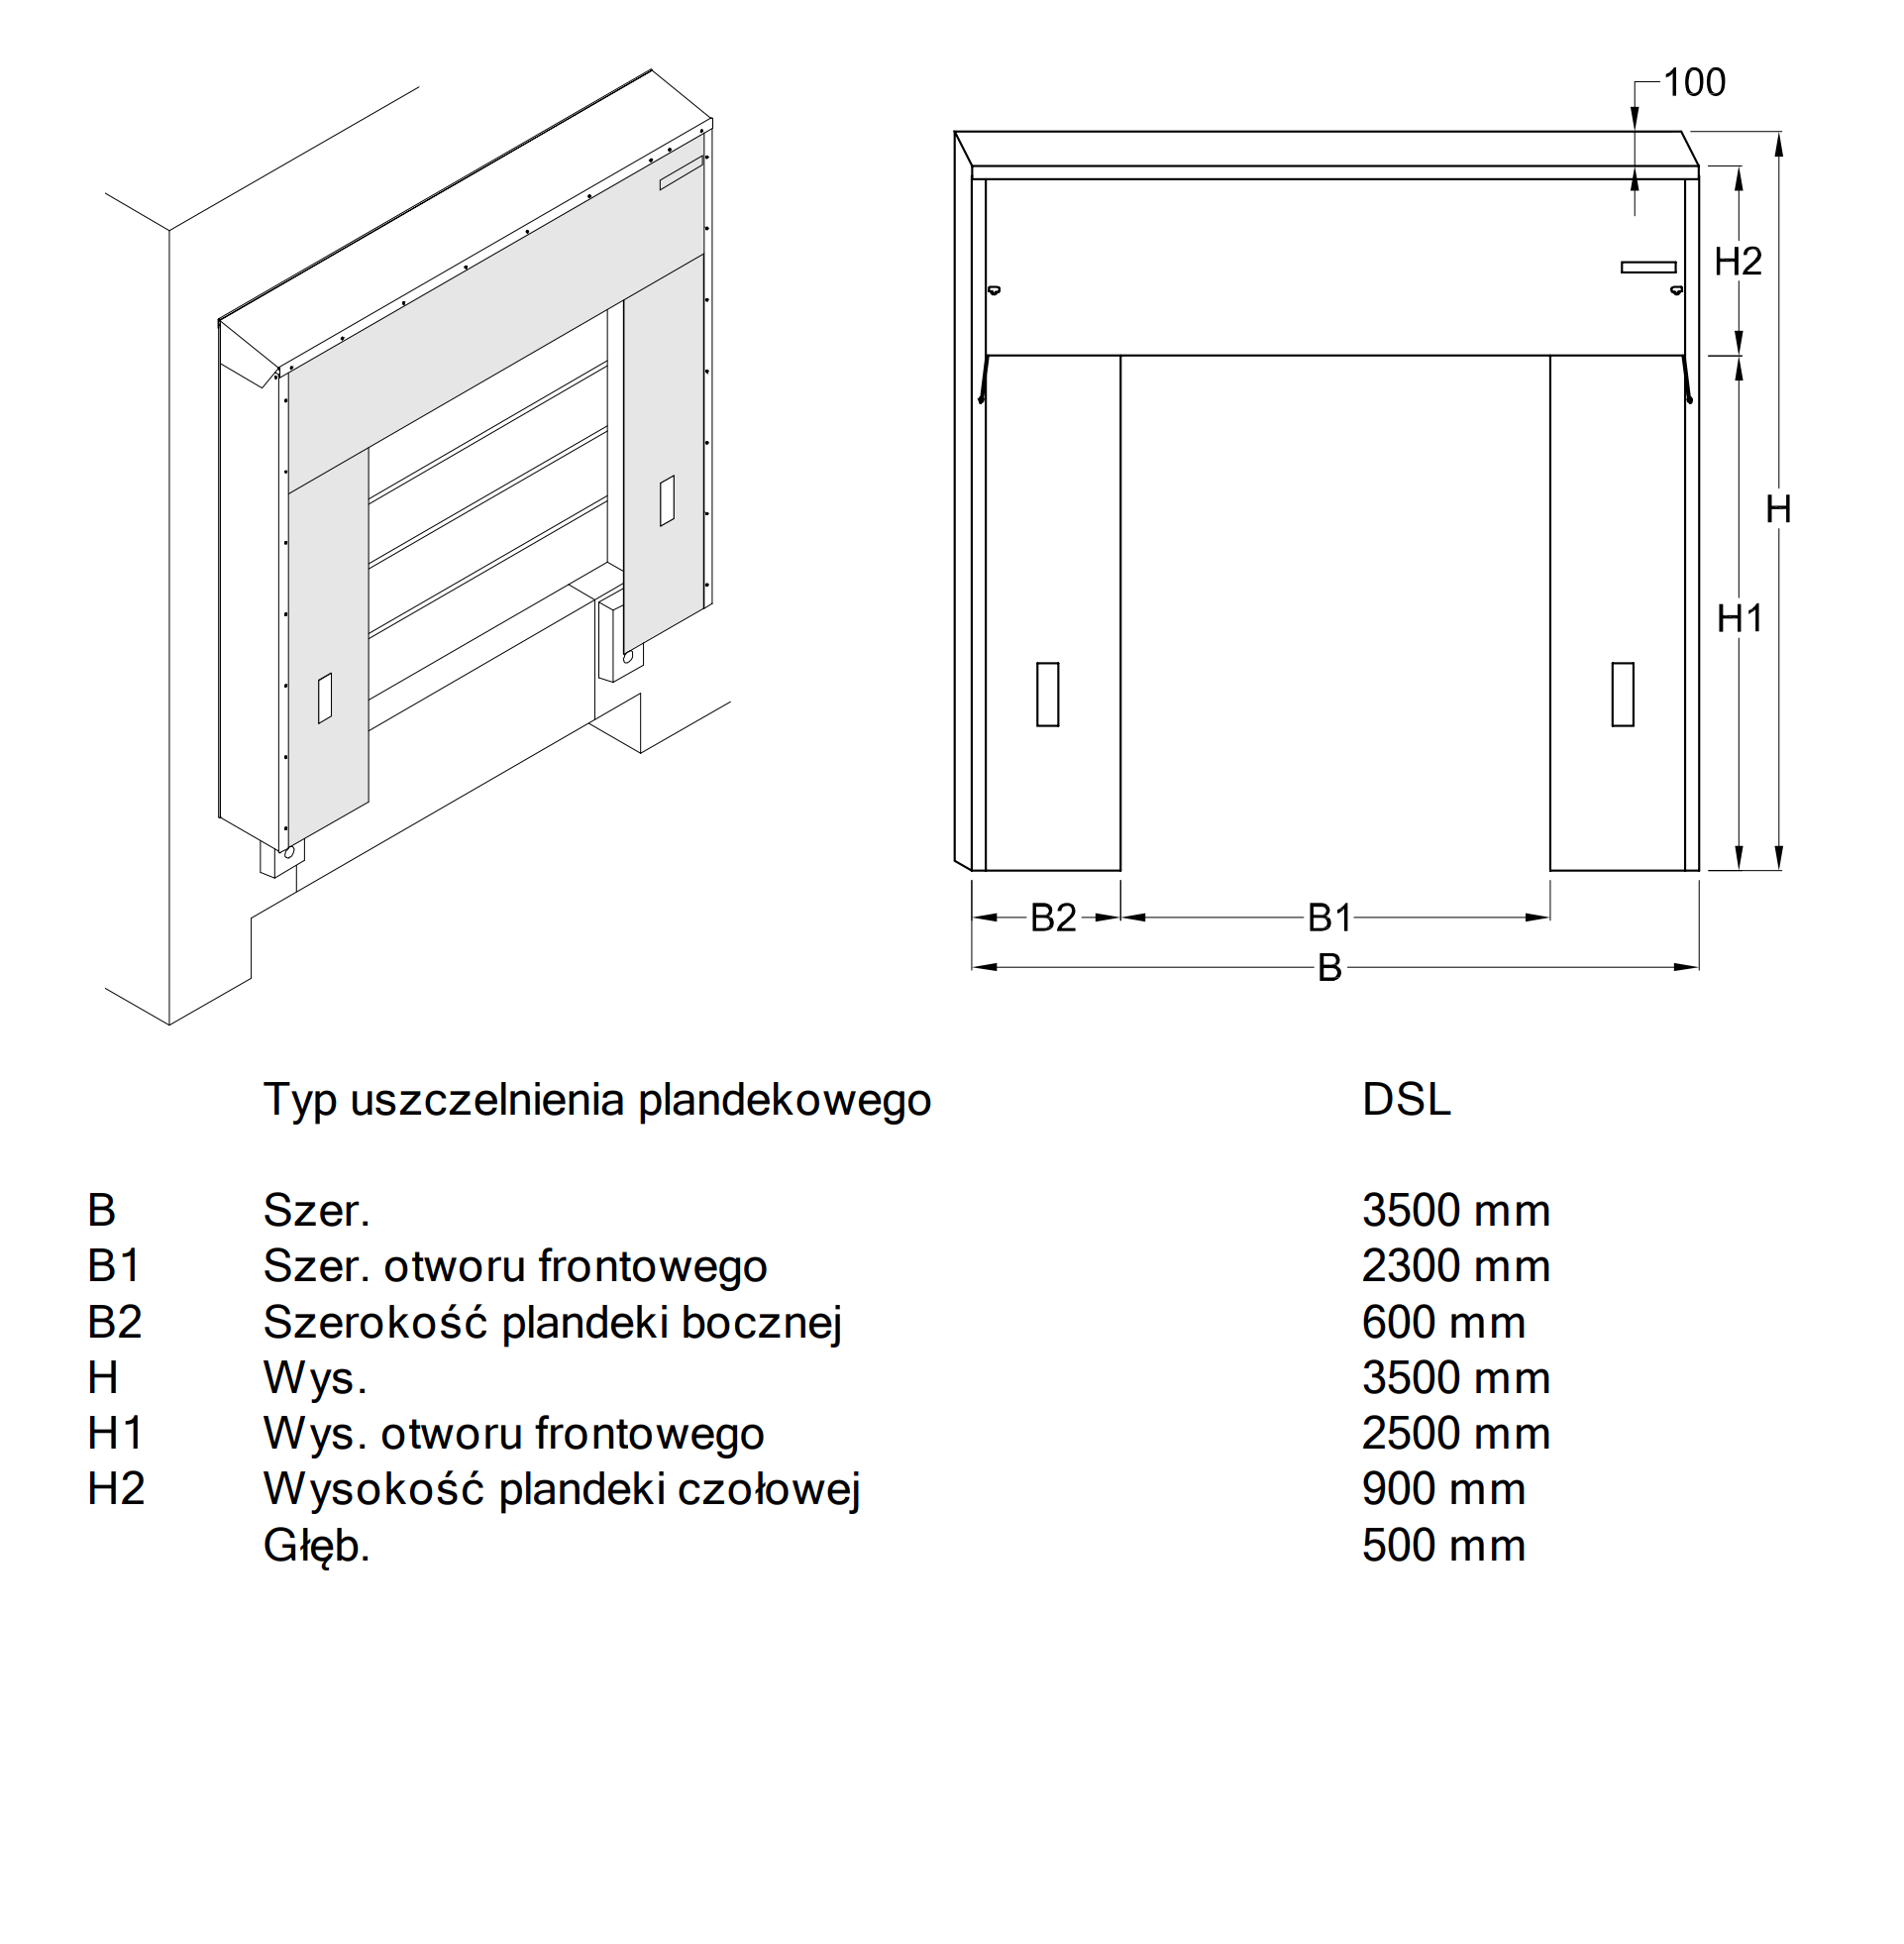 100
H2
H
H1
B2 B1
B
Typ uszczelnienia plandekowego DSL
B Szer. 3500 mm
B1 Szer. otworu frontowego 2300 mm
B2 Szerokość plandeki bocznej 600 mm
H Wys. 3500 mm
H1 Wys. otworu frontowego 2500 mm
H2 Wysokość plandeki czołowej 900 mm
Głęb. 500 mm